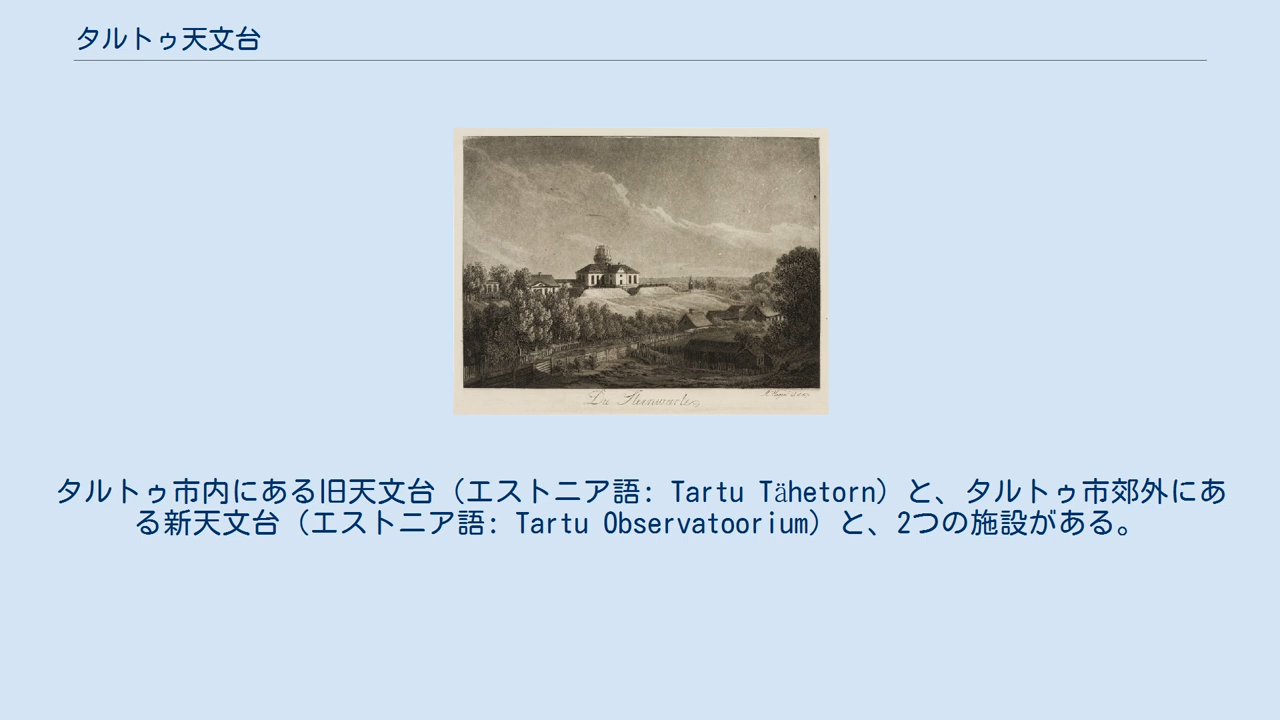 タルトゥ天文台
Die Sternwarte
タルトゥ市内にある旧天文台（エストニア語: Tartu Tähetorn）と、タルトゥ市郊外にあ
る新天文台（エストニア語: Tartu Observatoorium）と、2つの施設がある。